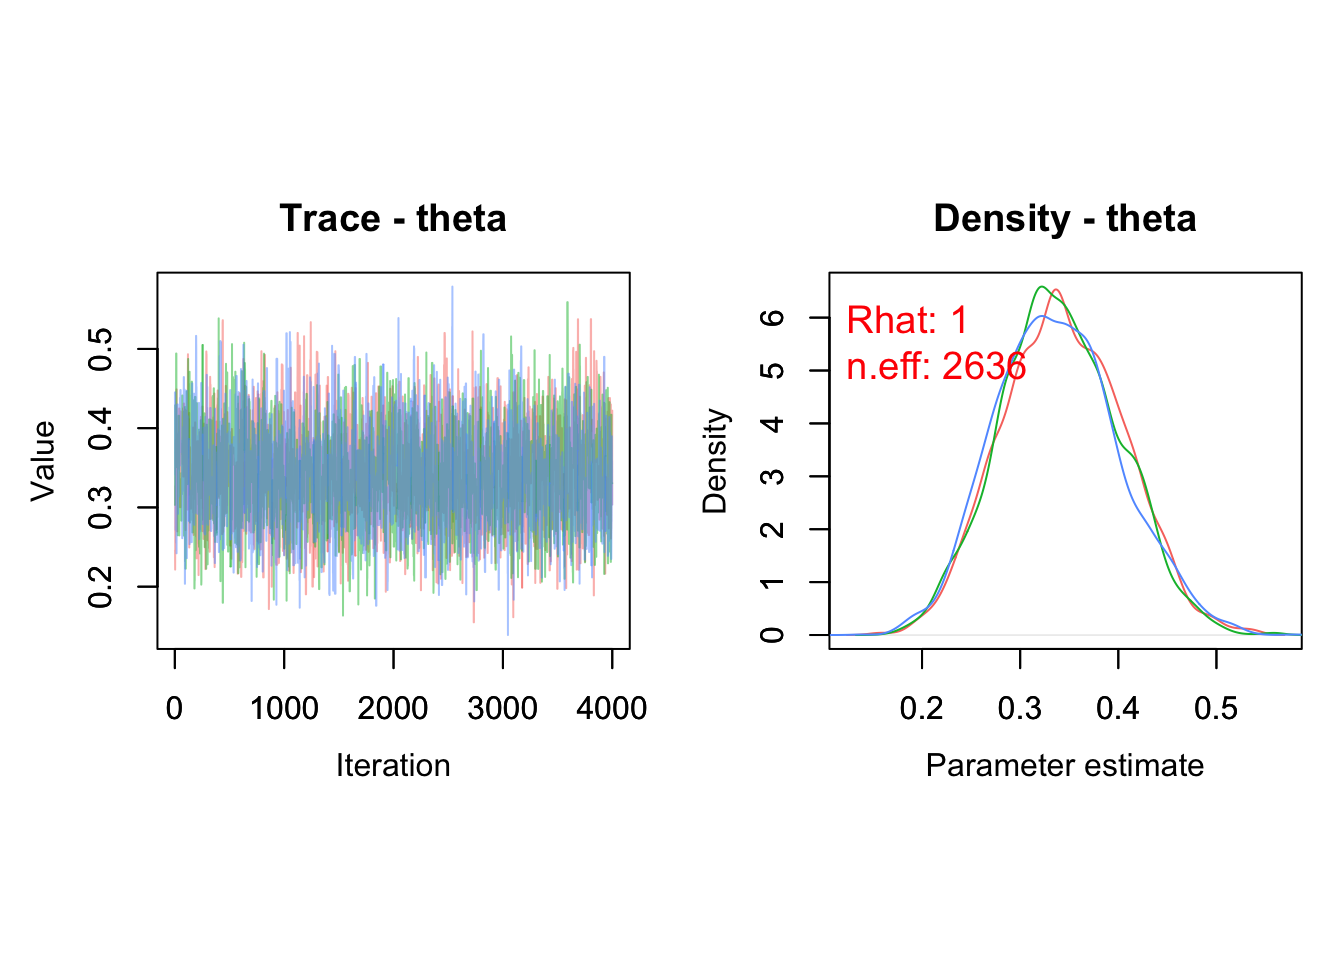 Trace - theta
Value
0.2 0.3 0.4 0.5
0 1000 2000 3000 4000
Iteration
Density - theta
Rhat: 1
n.eff: 2636
Density
0 1 2 3 4 5 6
0.2 0.3 0.4 0.5
Parameter estimate